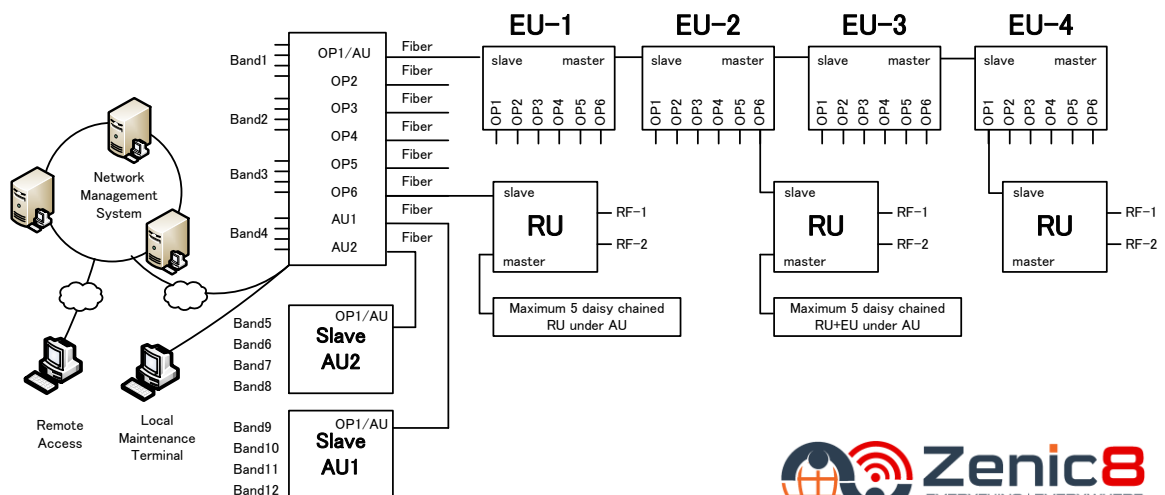 EU-1
EU-2
EU-3
EU-4
Band1
Band2
Band3
Band4
OP1/AU
OP2
OP3
OP4
OP5
OP6
AU1
AU2
Fiber
Fiber
Fiber
Fiber
Fiber
Fiber
Fiber
Fiber
slave master
OP1 OP2 OP3 OP4 OP5 OP6
slave master
OP1 OP2 OP3 OP4 OP5 OP6
slave master
OP1 OP2 OP3 OP4 OP5 OP6
slave master
OP1 OP2 OP3 OP4 OP5 OP6
Network
Management
System
slave
RU
master
RF-1
RF-2
slave
RU
master
RF-1
RF-2
slave
RU
master
RF-1
RF-2
Maximum 5 daisy chained
RU under AU
Maximum 5 daisy chained
RU+EU under AU
Band5
Band6
Band7
Band8
OP1/AU
Slave
AU2
Band9
Band10
Band11
Band12
OP1/AU
Slave
AU1
Remote
Access
Local
Maintenance
Terminal
Zenic8